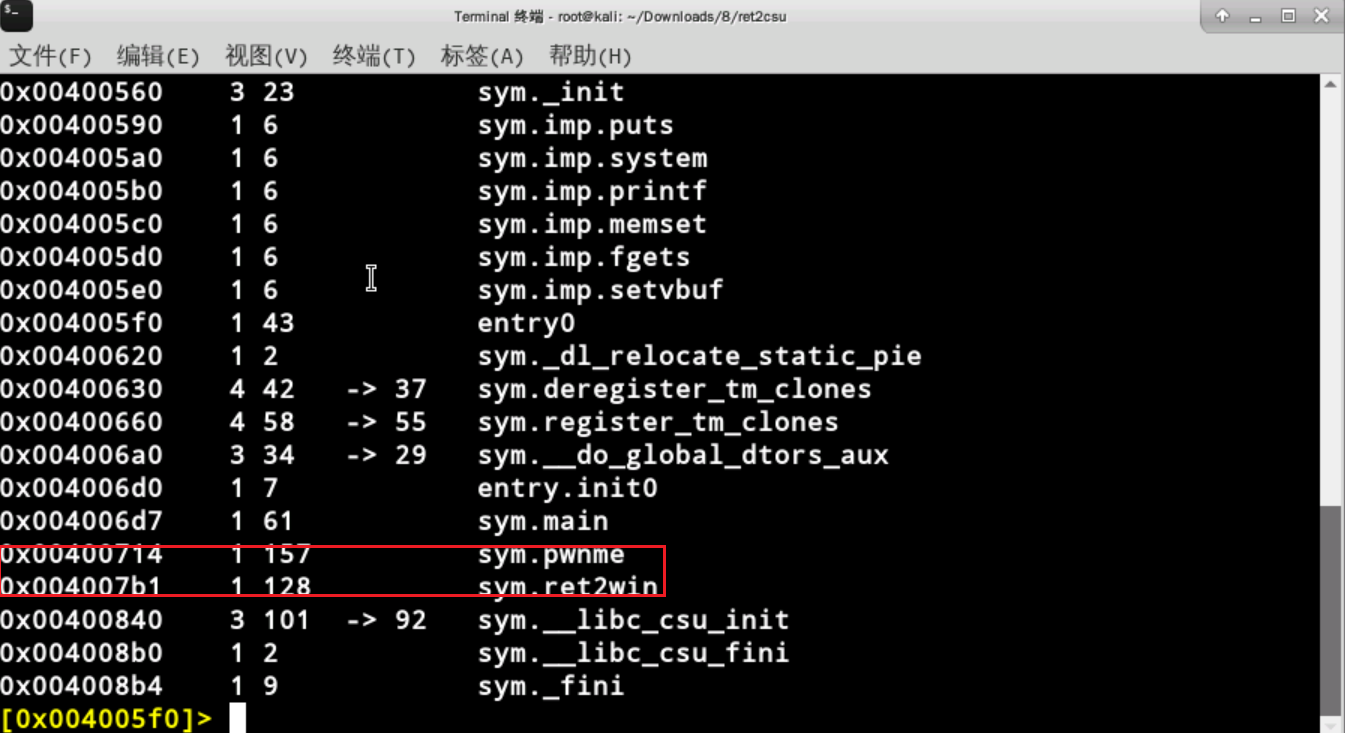 Terminal 终端 - root@kali: ~/Downloads/8/ret2csu
文件(F) 编辑(E) 视图(V) 终端(T) 标签(A) 帮助(H)
0x00400560 3 23 sym._init
0x00400590 1 6 sym.imp.puts
0x004005a0 1 6 sym.imp.system
0x004005b0 1 6 sym.imp.printf
0x004005c0 1 6 sym.imp.memset
0x004005d0 1 6 sym.imp.fgets
0x004005e0 1 6 sym.imp.setvbuf
0x004005f0 1 43 entry0
0x00400620 1 2 sym._dl_relocate_static_pie
0x00400630 4 42 -> 37 sym.deregister_tm_clones
0x00400660 4 58 -> 55 sym.register_tm_clones
0x004006a0 3 34 -> 29 sym.__do_global_dtors_aux
0x004006d0 1 7 entry.init0
0x004006d7 1 61 sym.main
0x00400714 1 157 sym.pwnme
0x004007b1 1 128 sym.ret2win
0x00400840 3 101 -> 92 sym.__libc_csu_init
0x004008b0 1 2 sym.__libc_csu_fini
0x004008b4 1 9 sym._fini
[0x004005f0]>